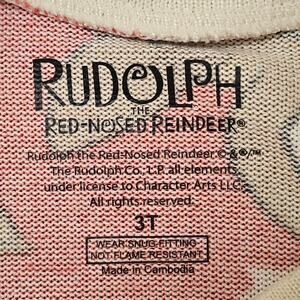 RUDOLPH
THE
RED-NOSED REINDEER®
Rudolph the Red-Nosed Reindeer © & ®/™
The Rudolph Co., L.P. all elements
under license to Character Arts LLC.
All rights reserved.
3T
WEAR SNUG-FITTING
NOT FLAME RESISTANT
Made in Cambodia